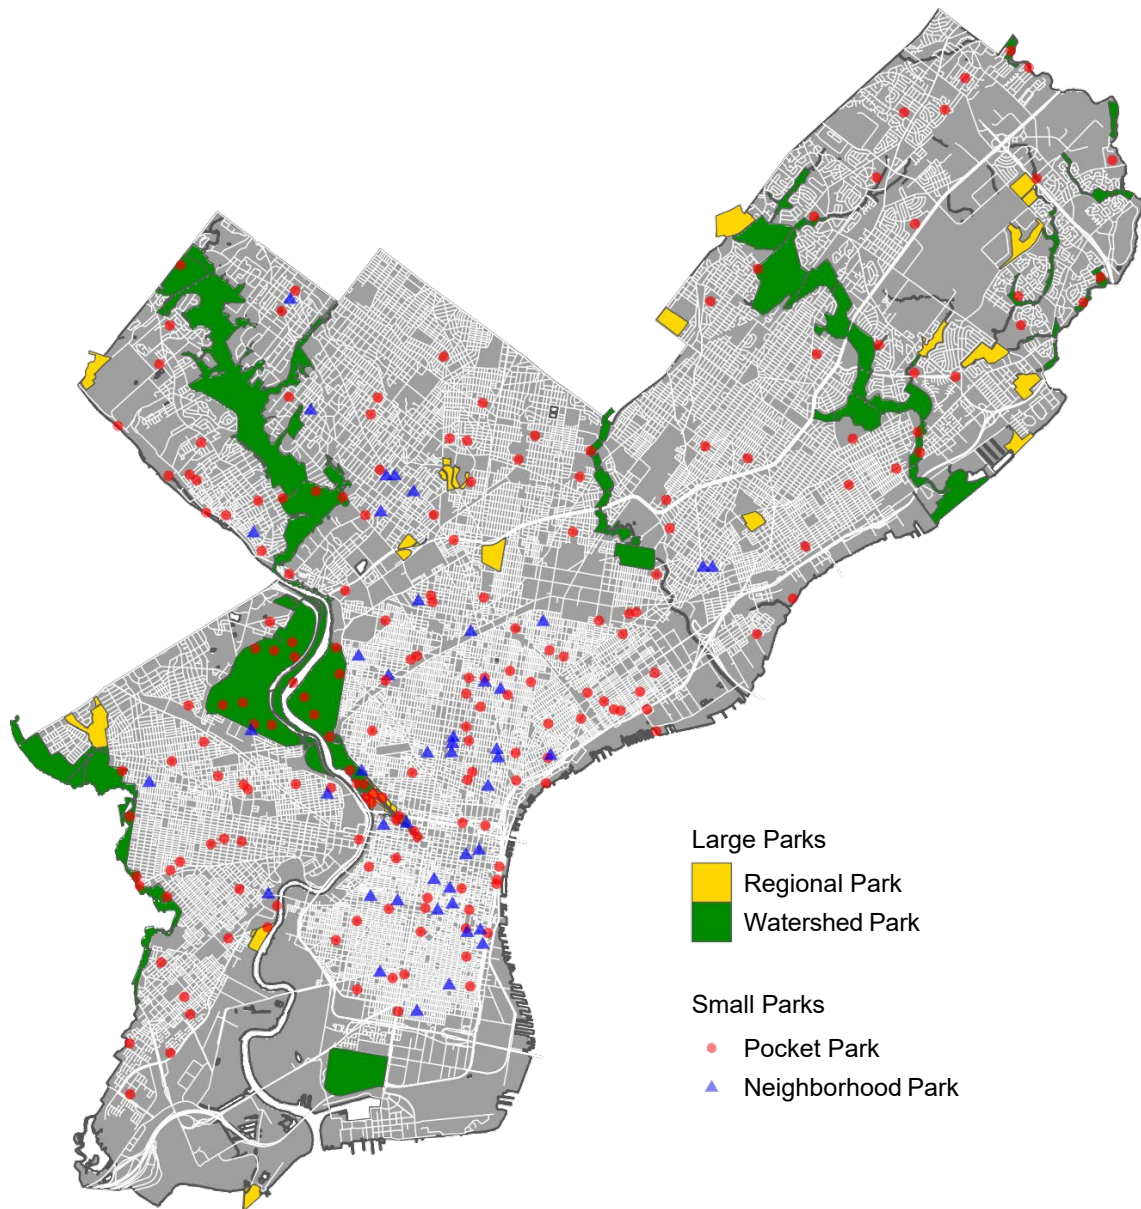 Large Parks
Regional Park
Watershed Park
Small Parks
Pocket Park
Neighborhood Park